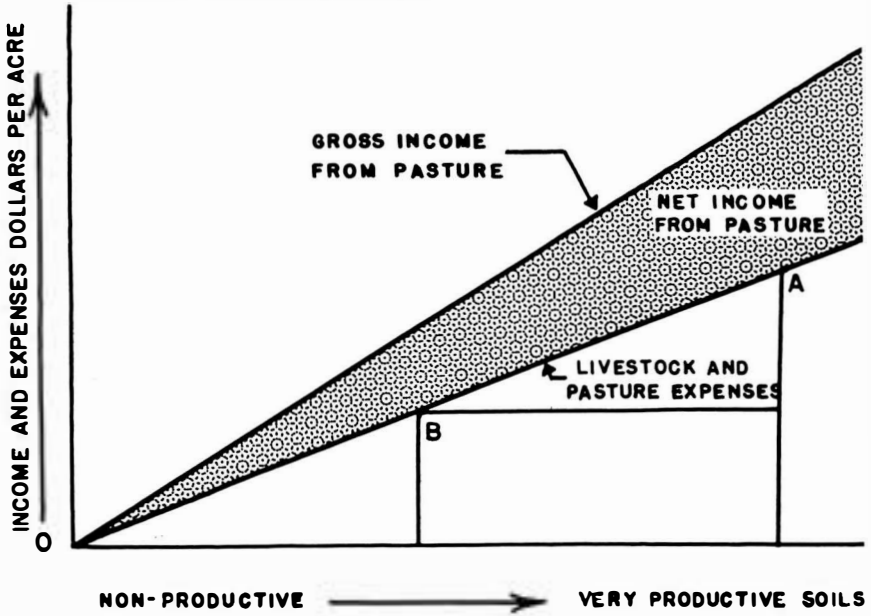 INCOME AND EXPENSES DOLLARS PER ACRE
GROSS INCOME
FROM PASTURE
NET INCOME
FROM PASTURE
A
LIVESTOCK AND
PASTURE EXPENSES
B
O
NON-PRODUCTIVE
VERY PRODUCTIVE SOILS